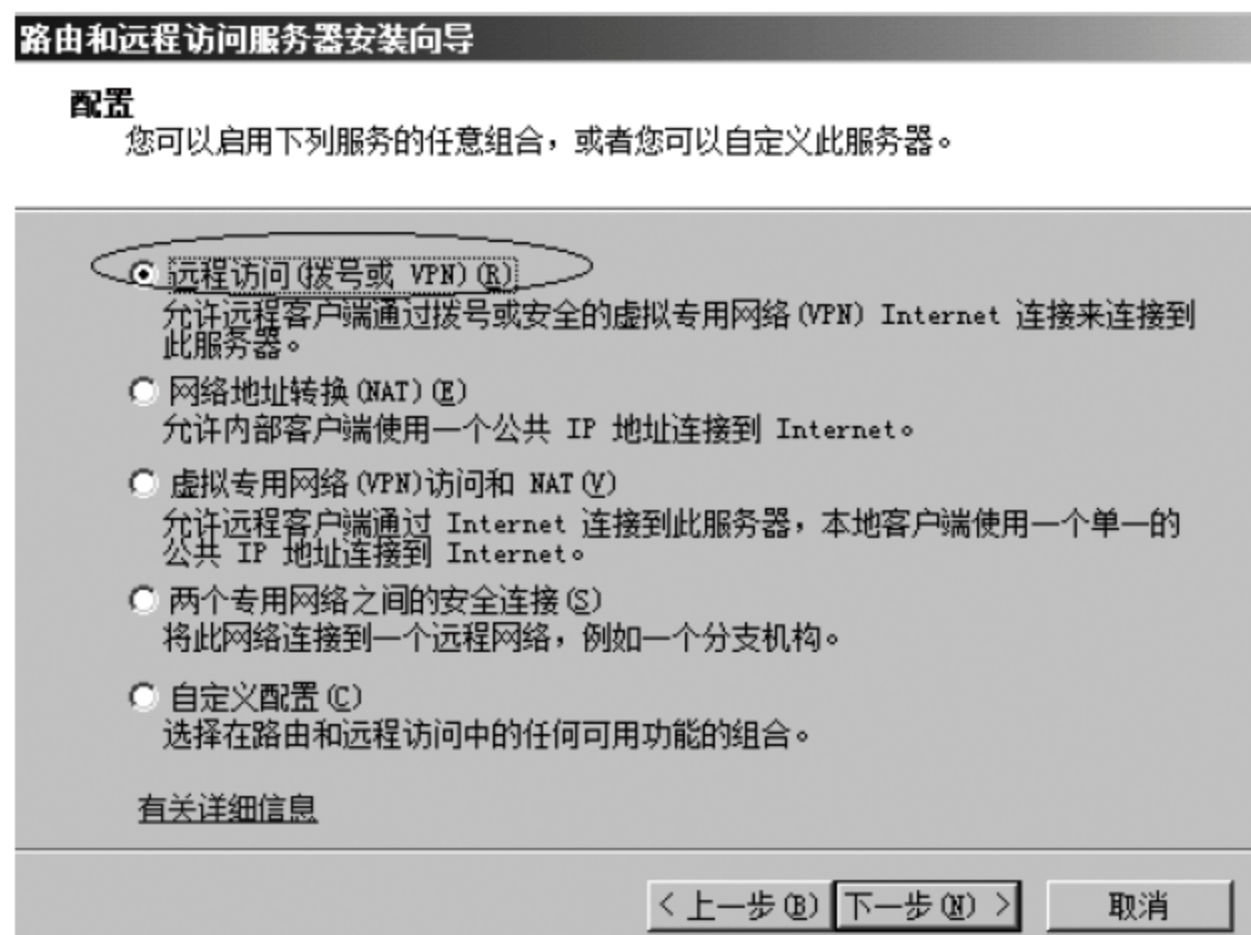 路由和远程访问服务器安装向导
配置
您可以启用下列服务的任意组合，或者您可以自定义此服务器。
远程访问(拨号或 VPN)(R)
允许远程客户端通过拨号或安全的虚拟专用网络(VPN) Internet 连接来连接到
此服务器。
网络地址转换(NAT)(E)
允许内部客户端使用一个公共 IP 地址连接到 Internet。
虚拟专用网络(VPN)访问和 NAT(V)
允许远程客户端通过 Internet 连接到此服务器，本地客户端使用一个单一的
公共 IP 地址连接到 Internet。
两个专用网络之间的安全连接(S)
将此网络连接到一个远程网络，例如一个分支机构。
自定义配置(C)
选择在路由和远程访问中的任何可用功能的组合。
有关详细信息
< 上一步(B) 下一步(N) > 取消